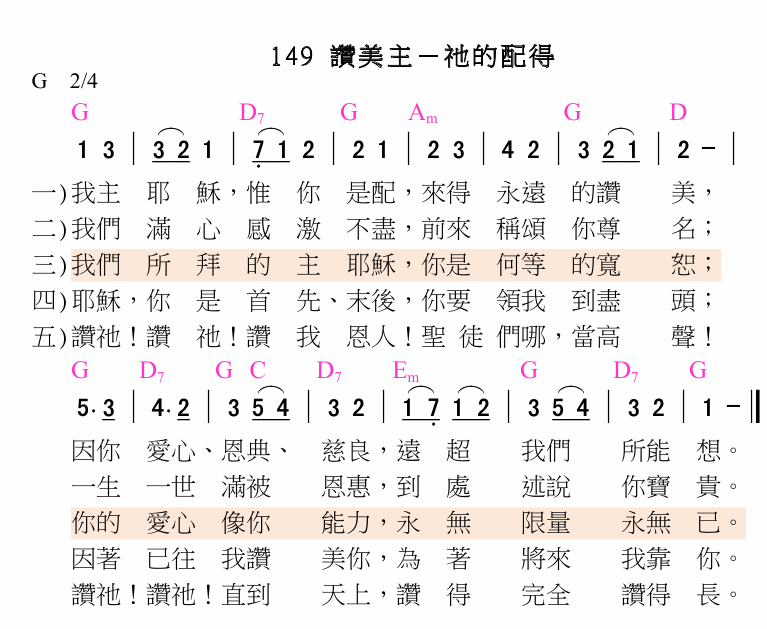 149 讚美主－祂的配得
G 2/4
G D7 G Am G D
1 3 | 3 2 1 | 7 1 2 | 2 1 | 2 3 | 4 2 | 3 2 1 | 2 - |
一)我主 耶 穌，惟 你 是配，來得 永遠 的讚 美，
二)我們 滿 心 感 激 不盡，前來 稱頌 你尊 名；
三)我們 所 拜 的 主 耶穌，你是 何等 的寬 恕；
四)耶穌，你 是 首 先、末後，你要 領我 到盡 頭；
五)讚祂！讚 祂！讚 我 恩人！聖 徒 們哪，當高 聲！
G D7 G C D7 Em G D7 G
5. 3 | 4. 2 | 3 5 4 | 3 2 | 1 7 1 2 | 3 5 4 | 3 2 | 1 - ‖
因你 愛心、恩典、 慈良，遠 超 我們 所能 想。
一生 一世 滿被 恩惠，到 處 述說 你寶 貴。
你的 愛心 像你 能力，永 無 限量 永無 已。
因著 已往 我讚 美你，為 著 將來 我靠 你。
讚祂！讚祂！直到 天上，讚 得 完全 讚得 長。